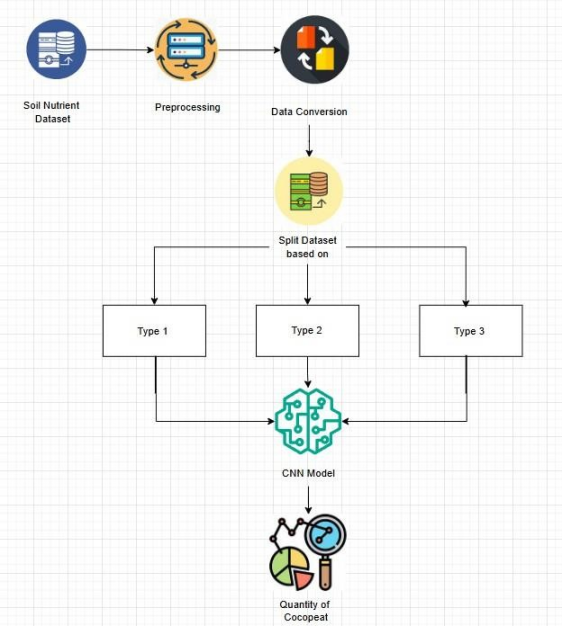 Soil Nutrient
Dataset
Preprocessing
Data Conversion
Split Dataset
based on
Type 1
Type 2
Type 3
CNN Model
Quantity of
Cocopeat